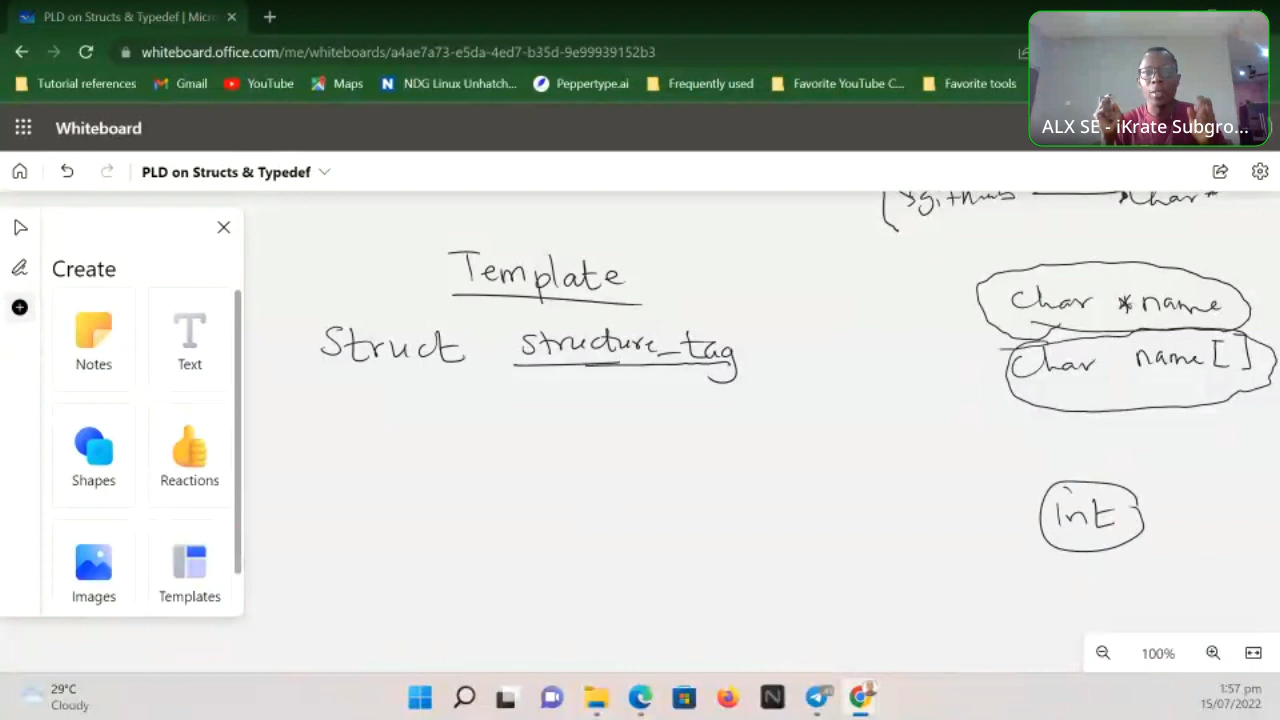 PLD on Structs & Typedef | Micr
whiteboard.office.com/me/whiteboards/a4ae7a73-e5da-4ed7-b35d-9e99939152b3
Tutorial references
Gmail
YouTube
Maps
NDG Linux Unhatch...
Peppertype.ai
Frequently used
Favorite YouTube C...
Favorite tools
ALX SE - iKrate Subgro...
Whiteboard
PLD on Structs & Typedef
github char*
Create
Notes
Text
Shapes
Reactions
Images
Templates
Template
Struct structure_tag
char *name
char name[]
int
100%
29°C
Cloudy
1:57 pm
15/07/2022